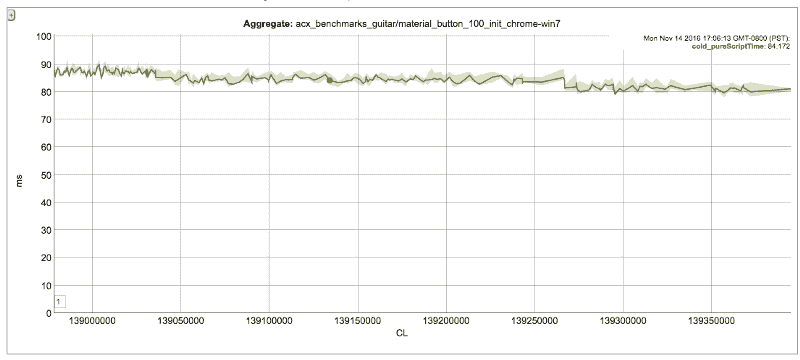 +
Aggregate: acx_benchmarks_guitar/material_button_100_init_chrome-win7
Mon Nov 14 2016 17:06:13 GMT-0800 (PST):
cold_pureScriptTime: 84.172
100
90
80
70
60
50
40
30
20
10
0
ms
1
139000000 139050000 139100000 139150000 139200000 139250000 139300000 139350000
CL